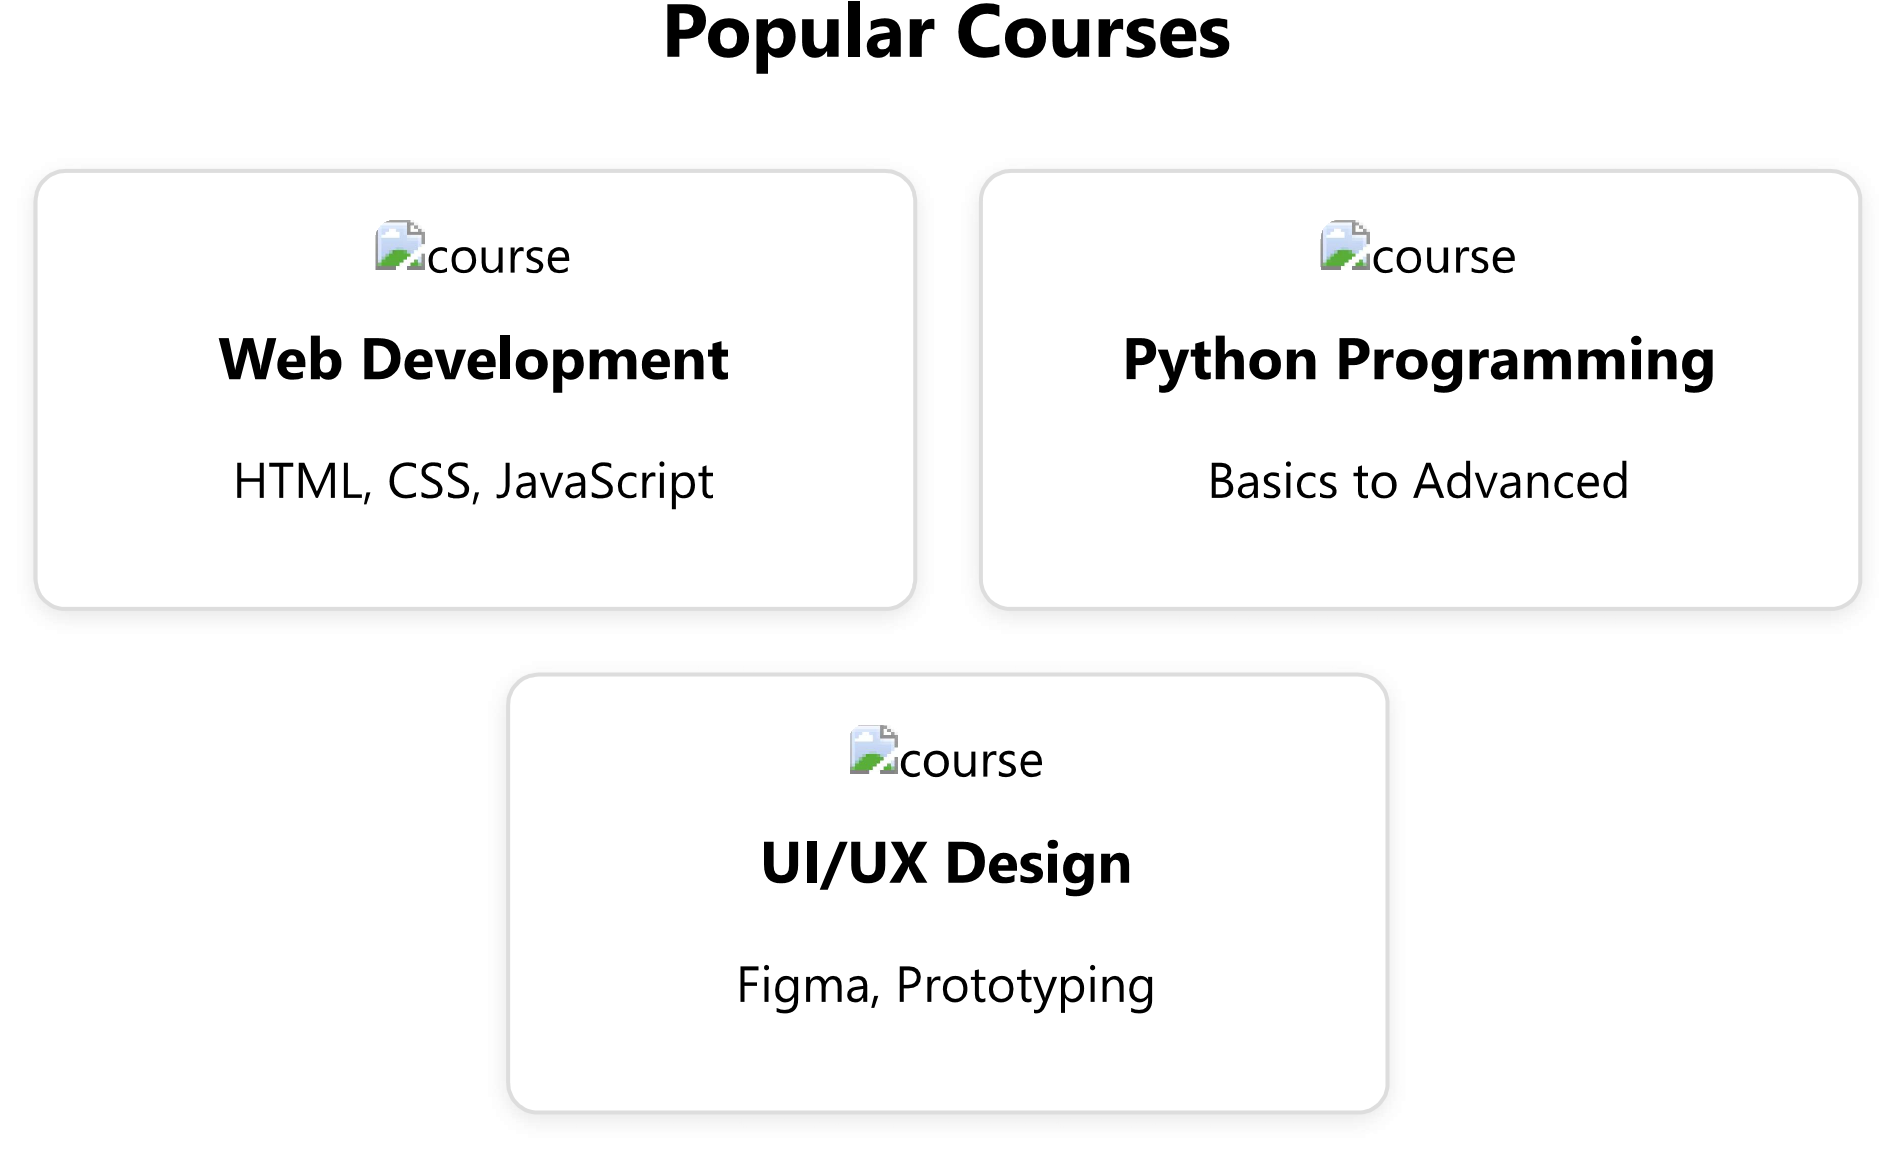 Popular Courses
course
Web Development
HTML, CSS, JavaScript
course
Python Programming
Basics to Advanced
course
UI/UX Design
Figma, Prototyping